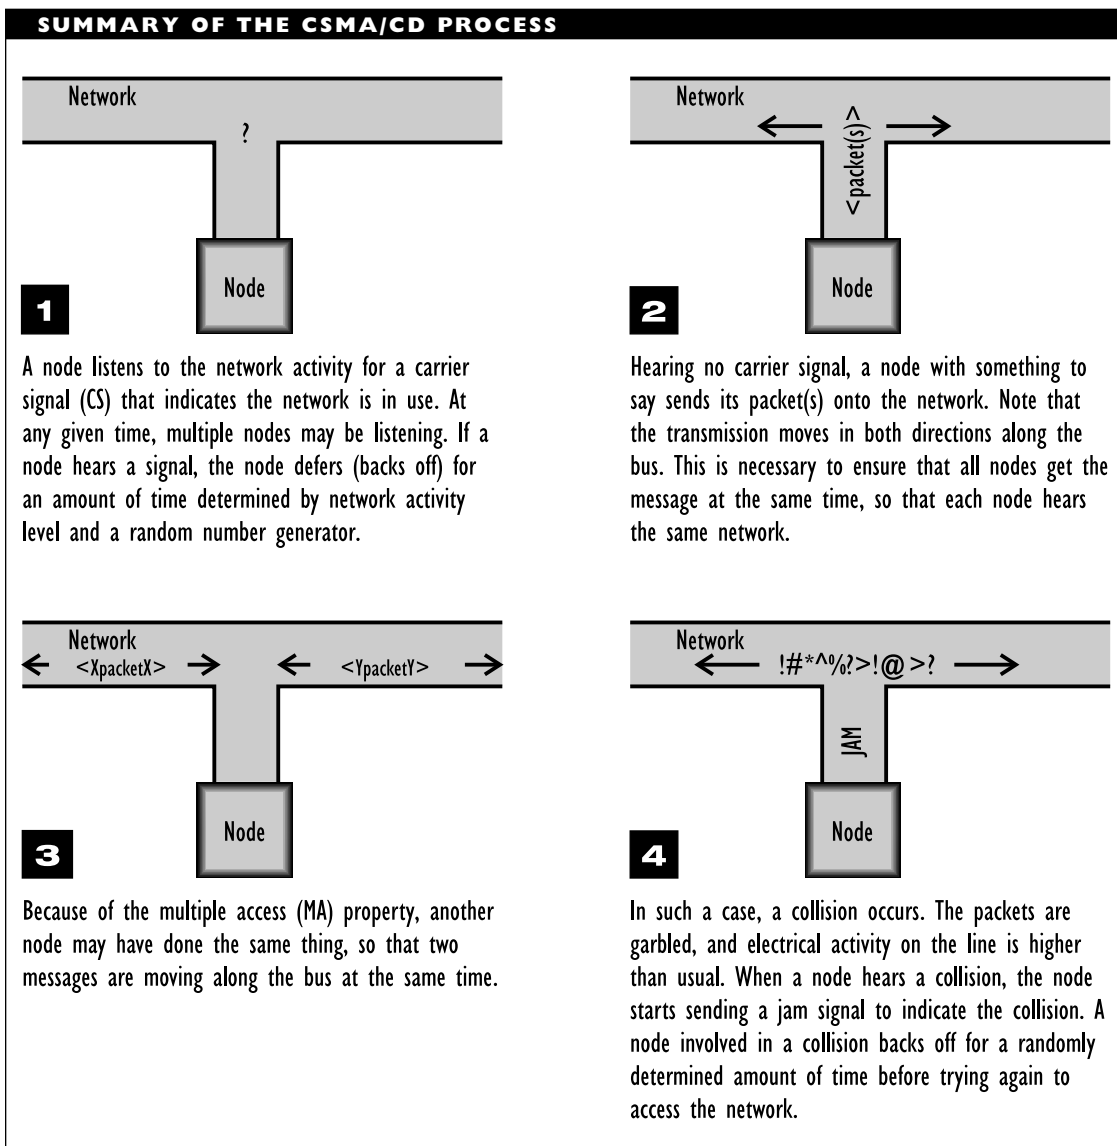 SUMMARY OF THE CSMA/CD PROCESS
Network
?
Node
1
A node listens to the network activity for a carrier
signal (CS) that indicates the network is in use. At
any given time, multiple nodes may be listening. If a
node hears a signal, the node defers (backs off) for
an amount of time determined by network activity
level and a random number generator.
Network
<packet(s)>
Node
2
Hearing no carrier signal, a node with something to
say sends its packet(s) onto the network. Note that
the transmission moves in both directions along the
bus. This is necessary to ensure that all nodes get the
message at the same time, so that each node hears
the same network.
Network
<XpacketX>
<YpacketY>
Node
3
Because of the multiple access (MA) property, another
node may have done the same thing, so that two
messages are moving along the bus at the same time.
Network
!#*^%?>!@>?
JAM
Node
4
In such a case, a collision occurs. The packets are
garbled, and electrical activity on the line is higher
than usual. When a node hears a collision, the node
starts sending a jam signal to indicate the collision. A
node involved in a collision backs off for a randomly
determined amount of time before trying again to
access the network.